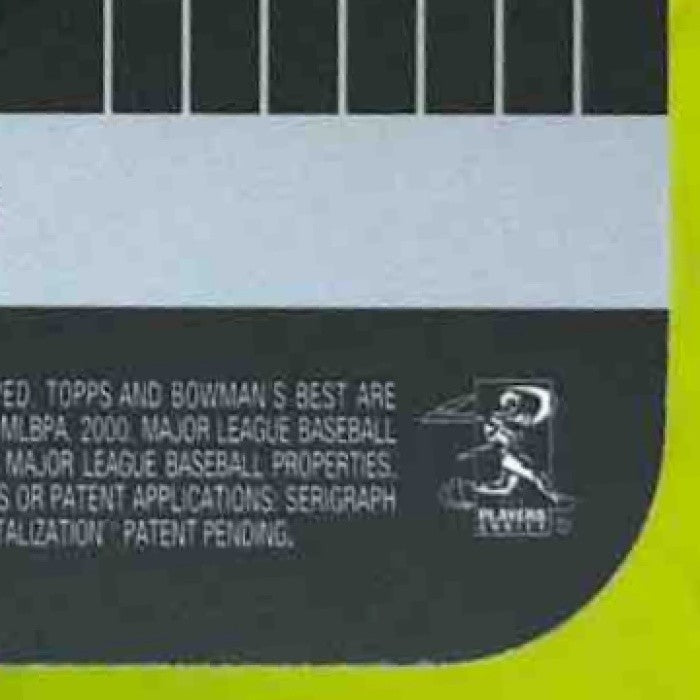 TOPPS AND BOWMAN'S BEST ARE
MLBPA, 2000. MAJOR LEAGUE BASEBALL
MAJOR LEAGUE BASEBALL PROPERTIES.
S OR PATENT APPLICATIONS: SERIGRAPH
TALIZATION PATENT PENDING.
PLAYERS